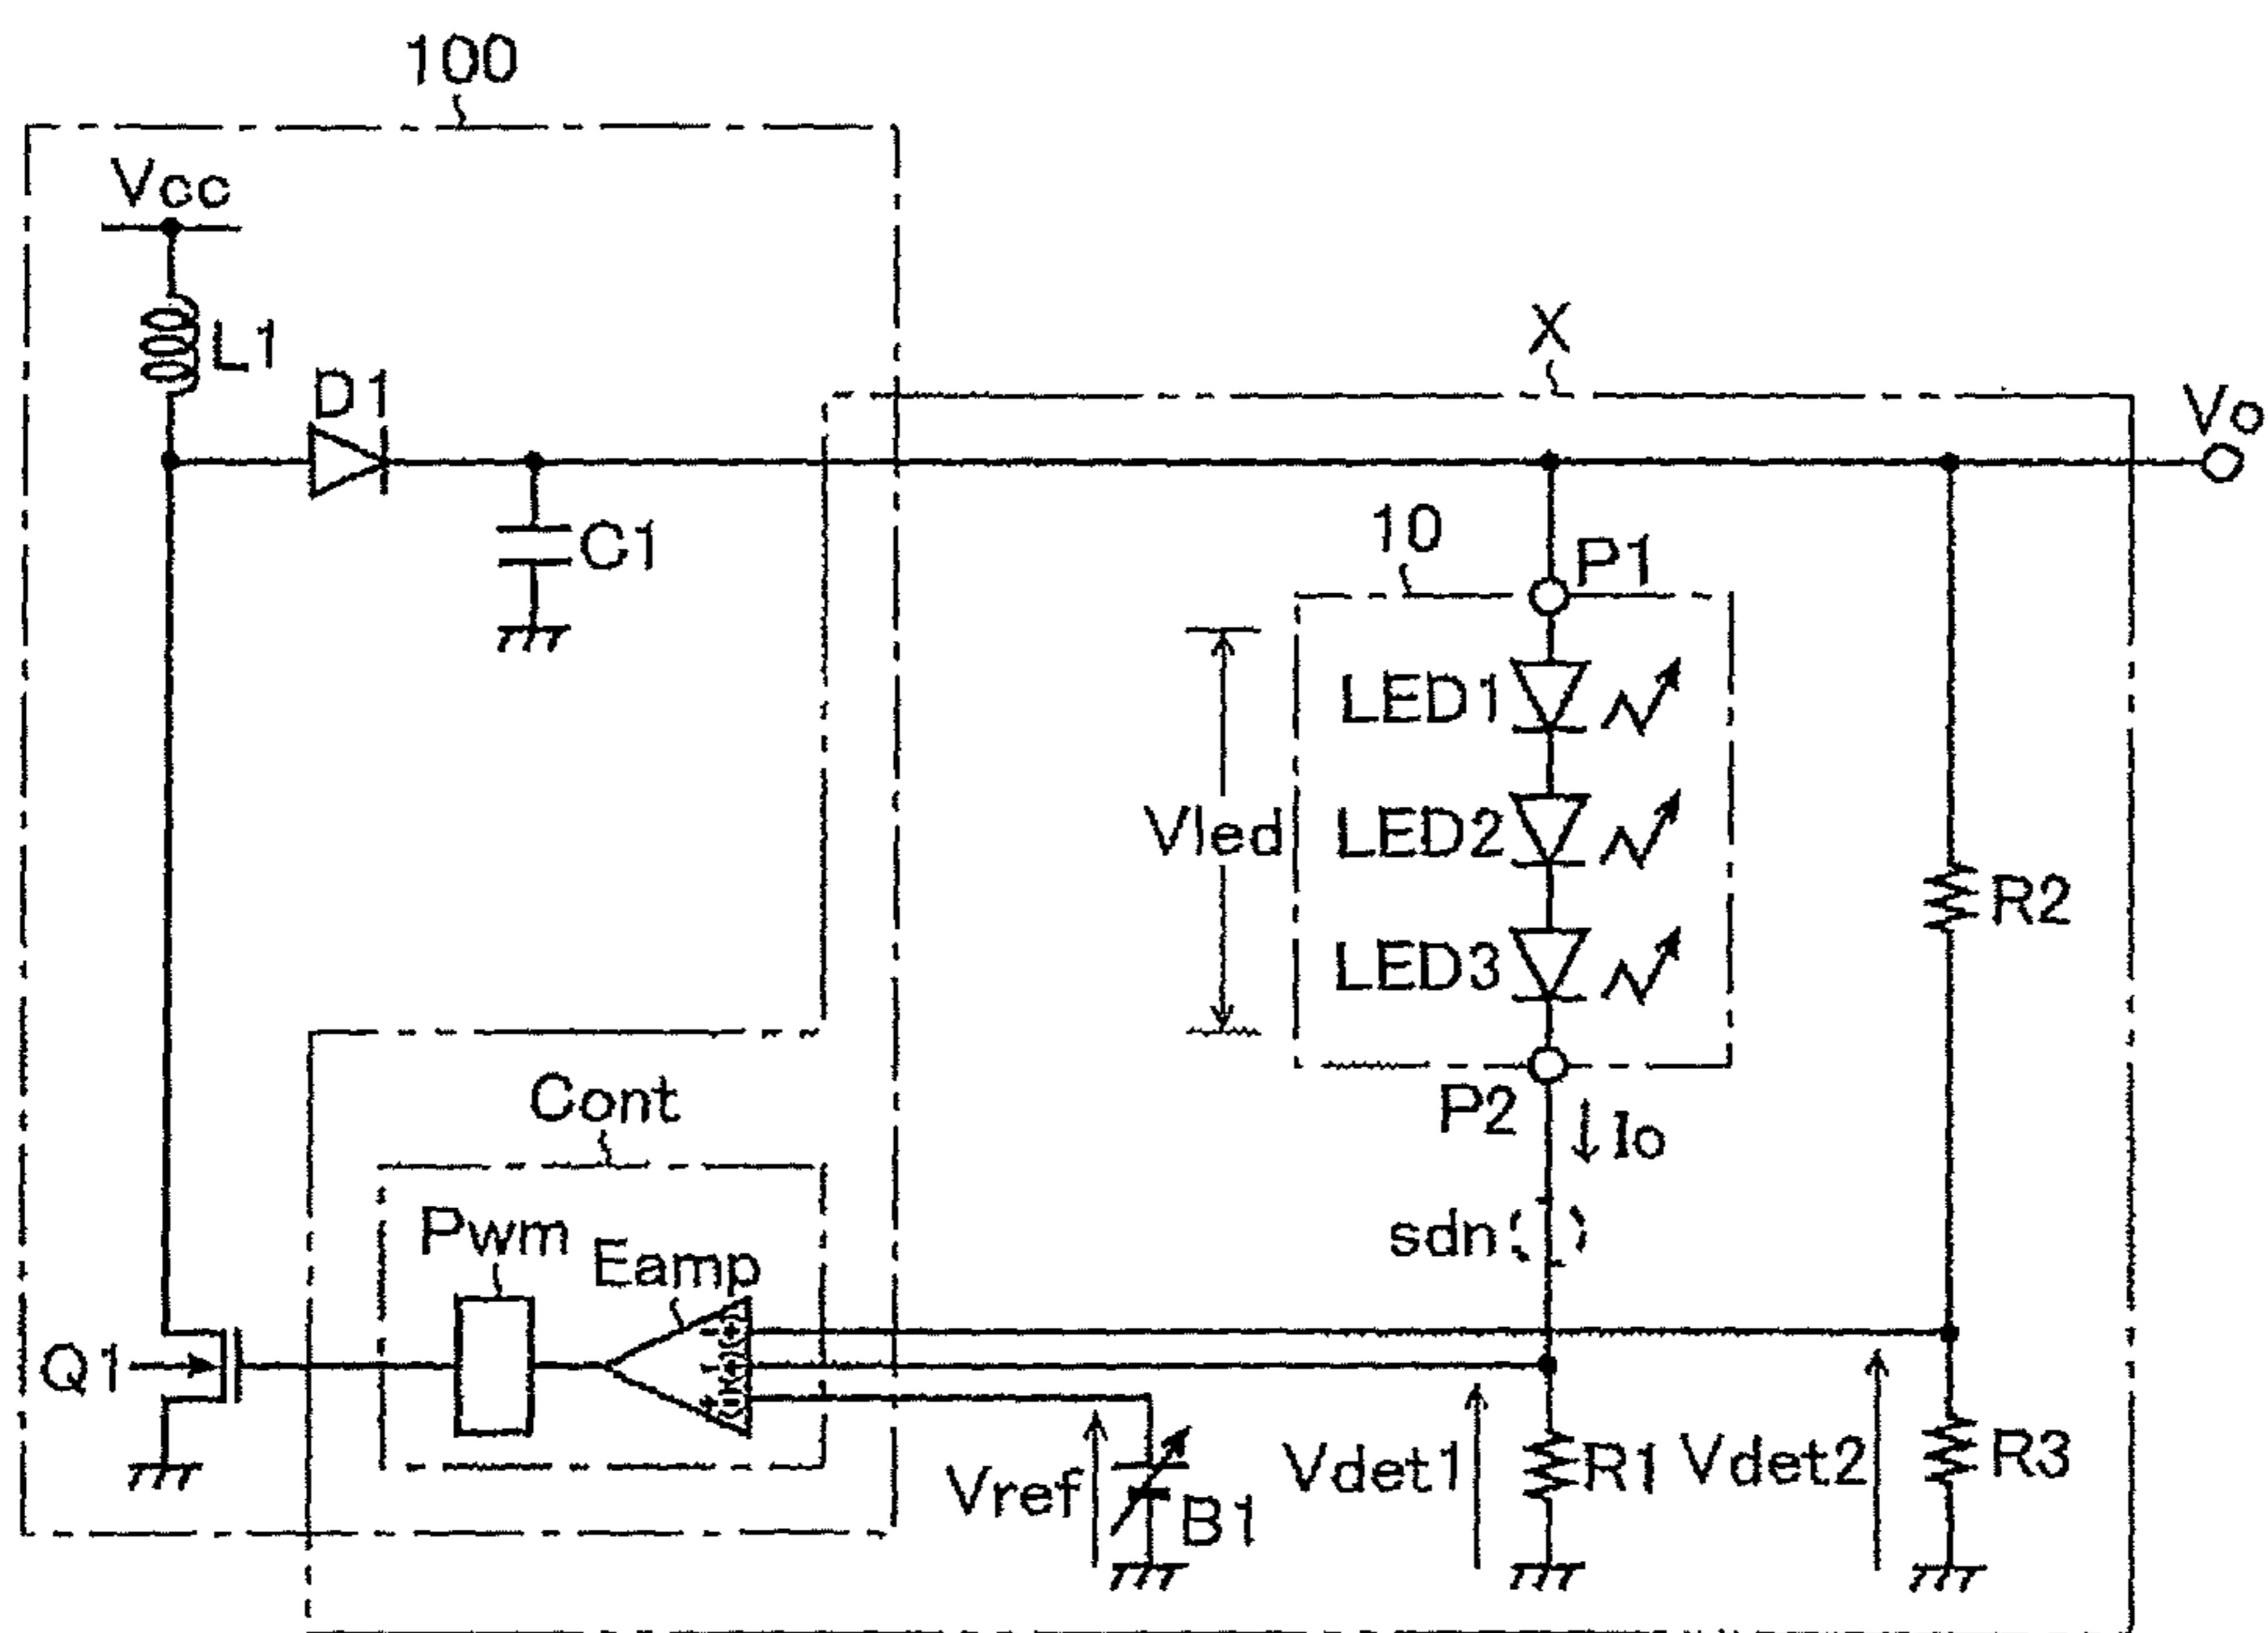 100
Vcc
L1
D1
C1
X
Vo
10
P1
LED1
LED2
LED3
Vled
R2
P2
Io
sdn
Cont
Pwm
Eamp
Q1
Vref
B1
Vdet1
R1
Vdet2
R3